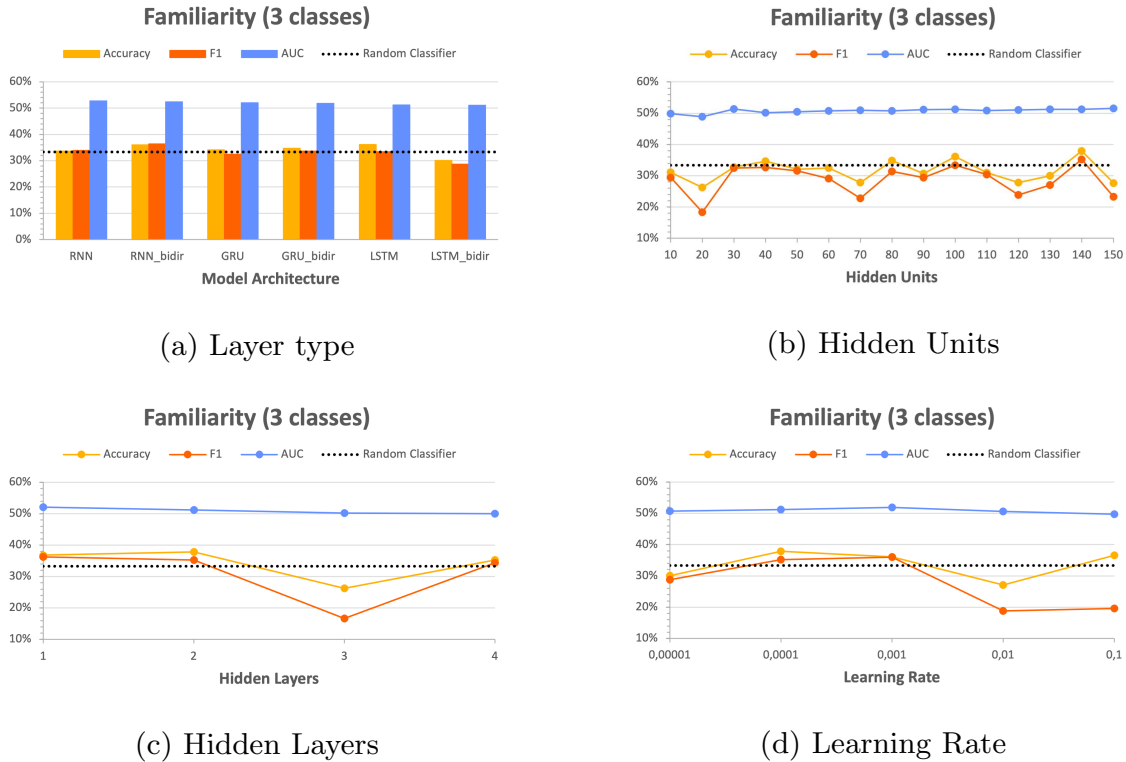 Familiarity (3 classes)
Accuracy F1 AUC Random Classifier
60%
50%
40%
30%
20%
10%
0%
RNN RNN_bidir GRU GRU_bidir LSTM LSTM_bidir
Model Architecture
(a) Layer type
Familiarity (3 classes)
Accuracy F1 AUC Random Classifier
60%
50%
40%
30%
20%
10%
10 20 30 40 50 60 70 80 90 100 110 120 130 140 150
Hidden Units
(b) Hidden Units
Familiarity (3 classes)
Accuracy F1 AUC Random Classifier
60%
50%
40%
30%
20%
10%
1 2 3 4
Hidden Layers
(c) Hidden Layers
Familiarity (3 classes)
Accuracy F1 AUC Random Classifier
60%
50%
40%
30%
20%
10%
0,00001 0,0001 0,001 0,01 0,1
Learning Rate
(d) Learning Rate